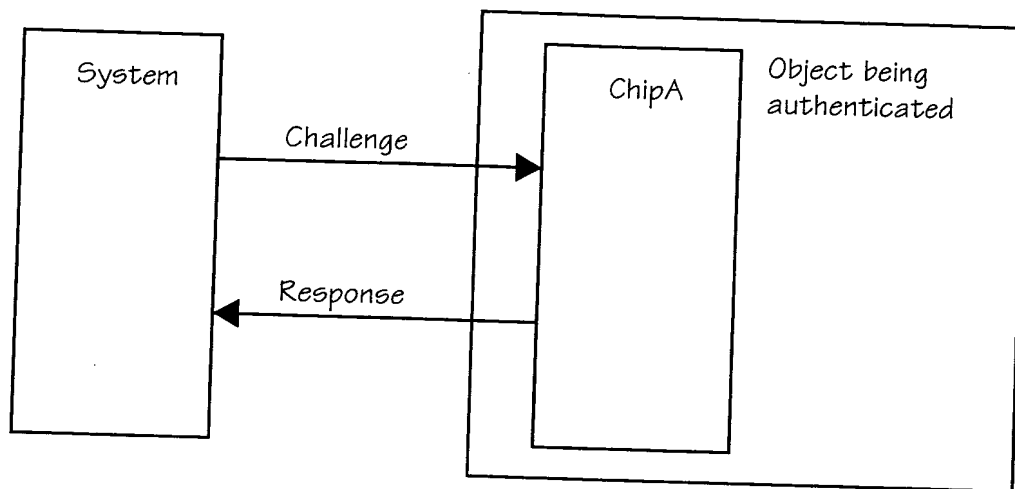 System
ChipA
Object being
authenticated
Challenge
Response